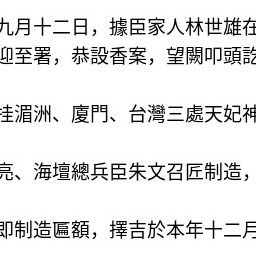 九月十二日，據臣家人林世雄在
迎至署，恭設香案，望闕叩頭訖
挂湄洲、廈門、台灣三處天妃神
亮、海壇總兵臣朱文召匠制造，
即制造匾額，擇吉於本年十二月